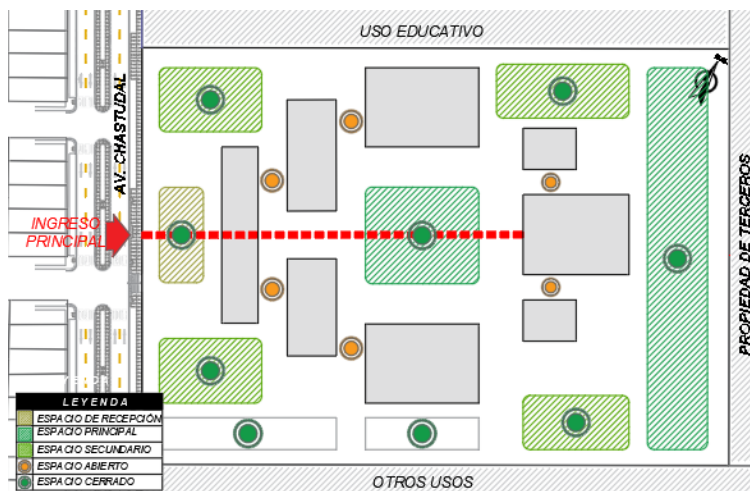 USO EDUCATIVO
AV. CHASTUDAL
INGRESO
PRINCIPAL
PROPIEDAD DE TERCEROS
LEYENDA
ESPACIO DE RECEPCIÓN
ESPACIO PRINCIPAL
ESPACIO SECUNDARIO
ESPACIO ABIERTO
ESPACIO CERRADO
OTROS USOS